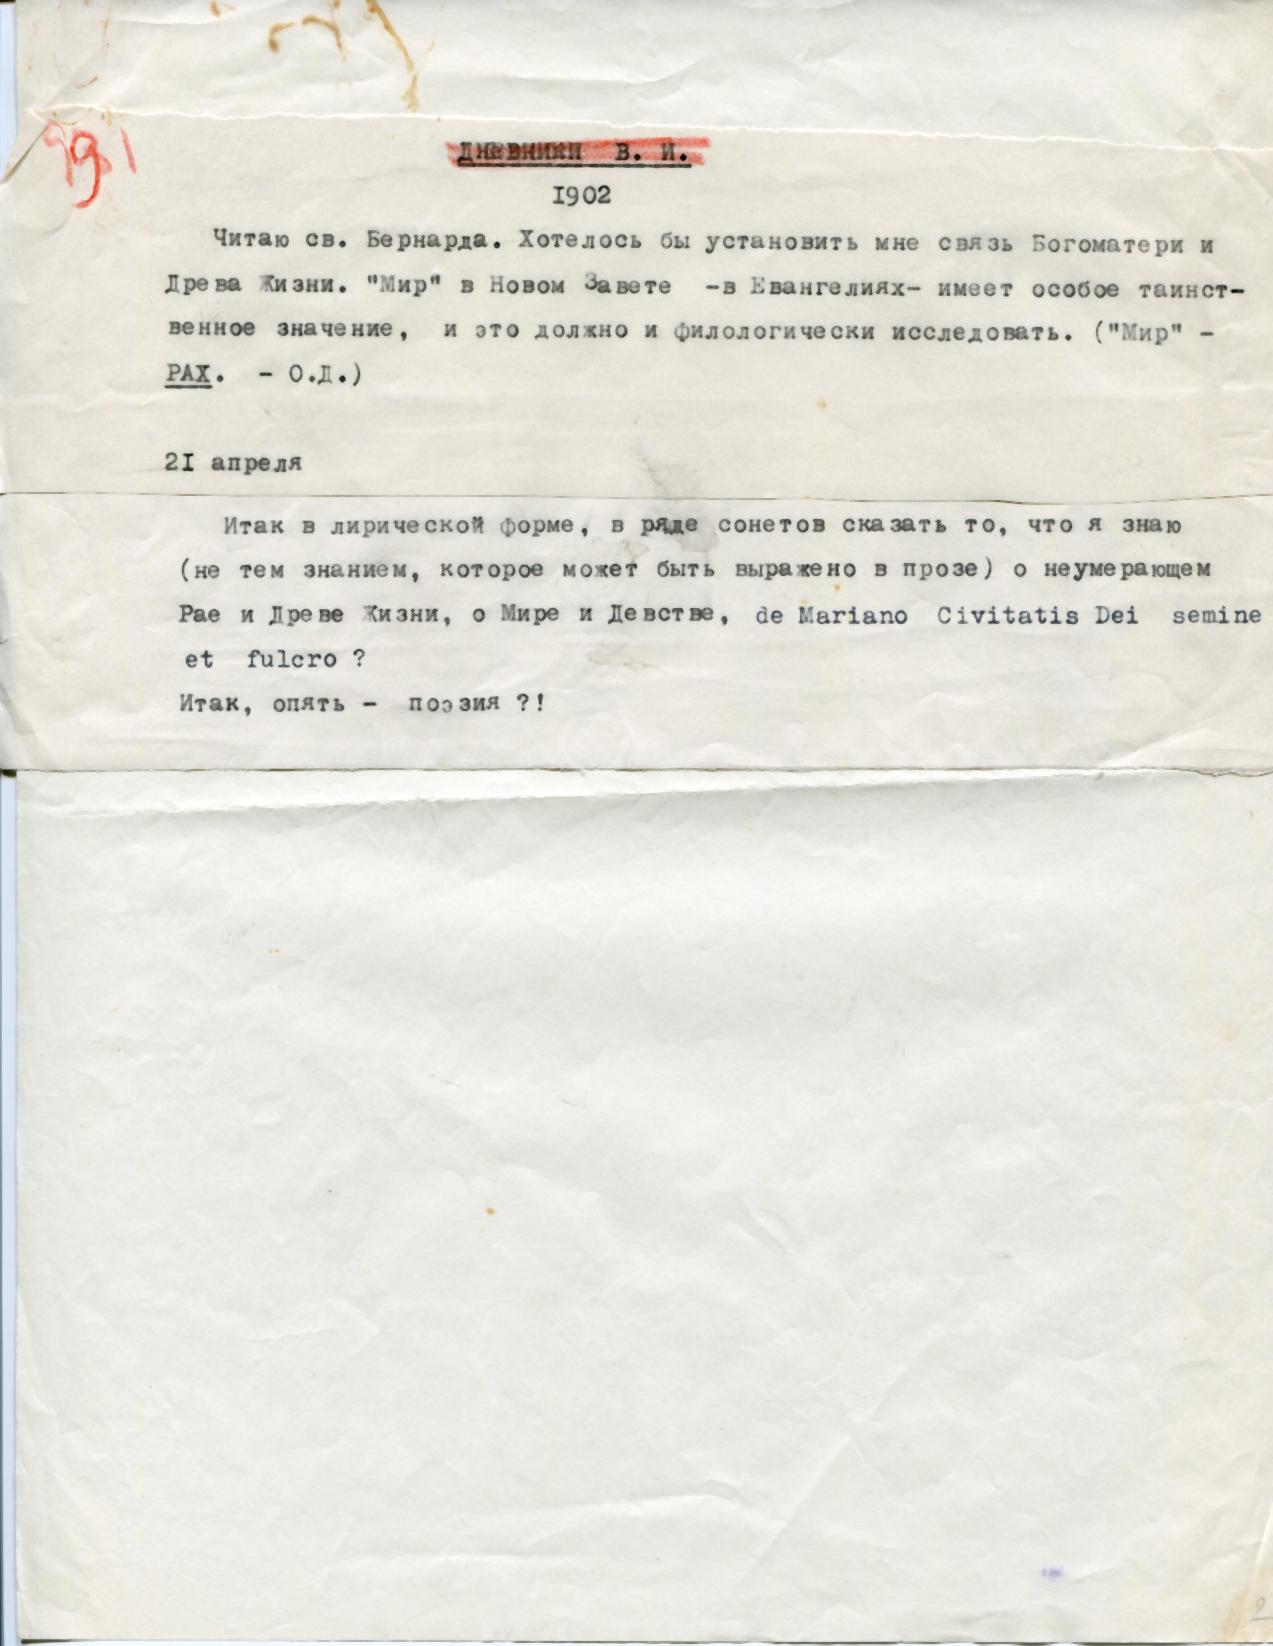 ДНЕВНИКИ В. И.
I902
Читаю св. Бернарда. Хотелось бы установить мне связь Богоматери и
Древа Жизни. "Мир" в Новом Завете -в Евангелиях- имеет особое таинст-
венное значение, и это должно и филологически исследовать. ("Мир" -
PAX. - О.Д.)
2I апреля
Итак в лирической форме, в ряде сонетов сказать то, что я знаю
(не тем знанием, которое может быть выражено в прозе) о неумерающем
Рае и Древе Жизни, о Мире и Девстве, de Mariano Civitatis Dei semine
et fulcro ?
Итак, опять - поэзия ?!
2